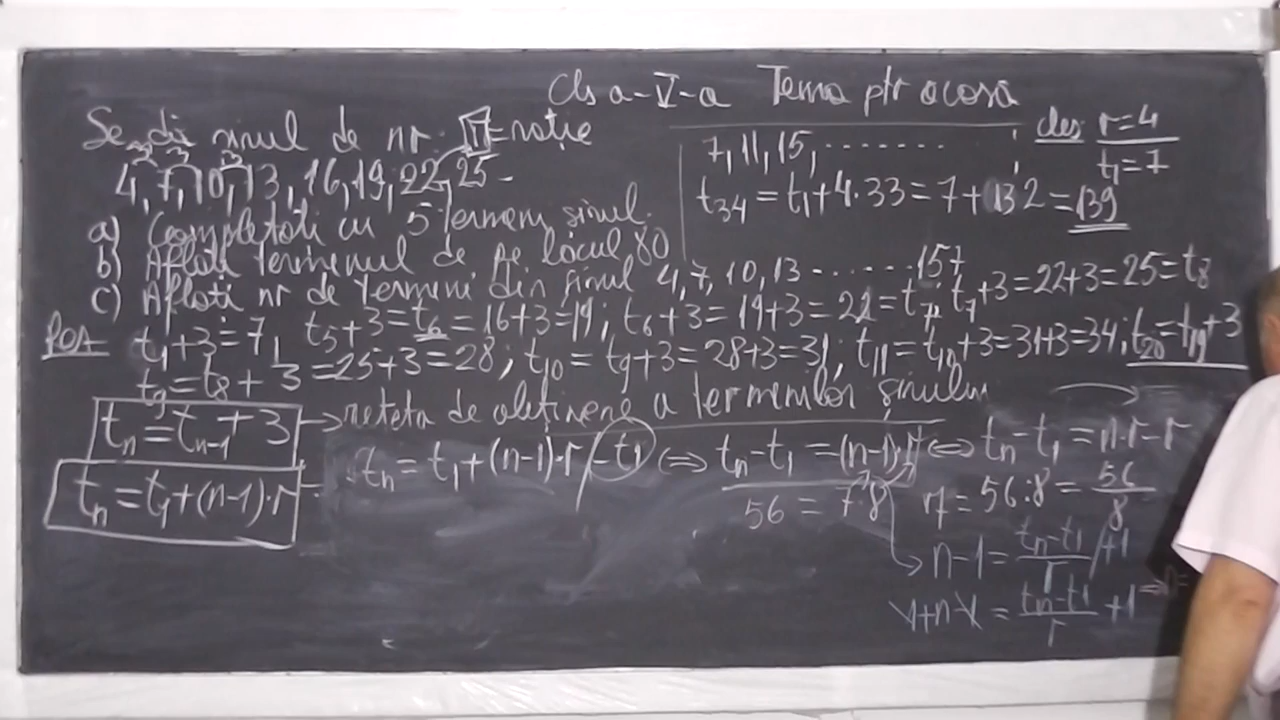 Cls a-V-a Tema ptr acasă
Se dă șirul de nr. r=rație
3 3 3
4, 7, 10, 13, 16, 19, 22, 25 -
a) Completați cu 5 termeni șirul.
b) Aflați termenul de pe locul 80
c) Aflați nr de termeni din șirul 4, 7, 10, 13 ....... 157
7, 11, 15, ........
t34 = t1+4·33 = 7+132 = 139
r=4
t1=7
t1+3=7, t5+3=t6=16+3=19; t6+3=19+3=22=t7; t7+3=22+3=25=t8
t9=t8+3=25+3=28; t10=t9+3=28+3=31; t11=t10+3=31+3=34; t20=t19+3
tn=tn-1+3 → rețeta de obținere a termenilor șirului
tn=t1+(n-1)·r
tn = t1+(n-1)·r /-t1 ⇔ tn-t1 = (n-1)·r ⇔ tn-t1=n·r-r
56 = 7·8
7 = 56:8 = 56/8
n-1 = (tn-t1)/r /+1
1+n-1 = (tn-t1)/r +1 ⇒ n=